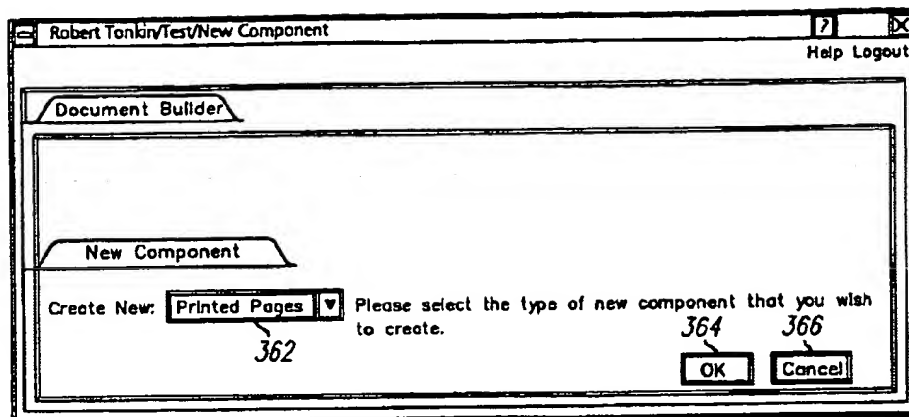 Robert Tonkin/Test/New Component ?
Help Logout
Document Builder
New Component
Create New: Printed Pages Please select the type of new component that you wish
to create.
362
364 366
OK Cancel